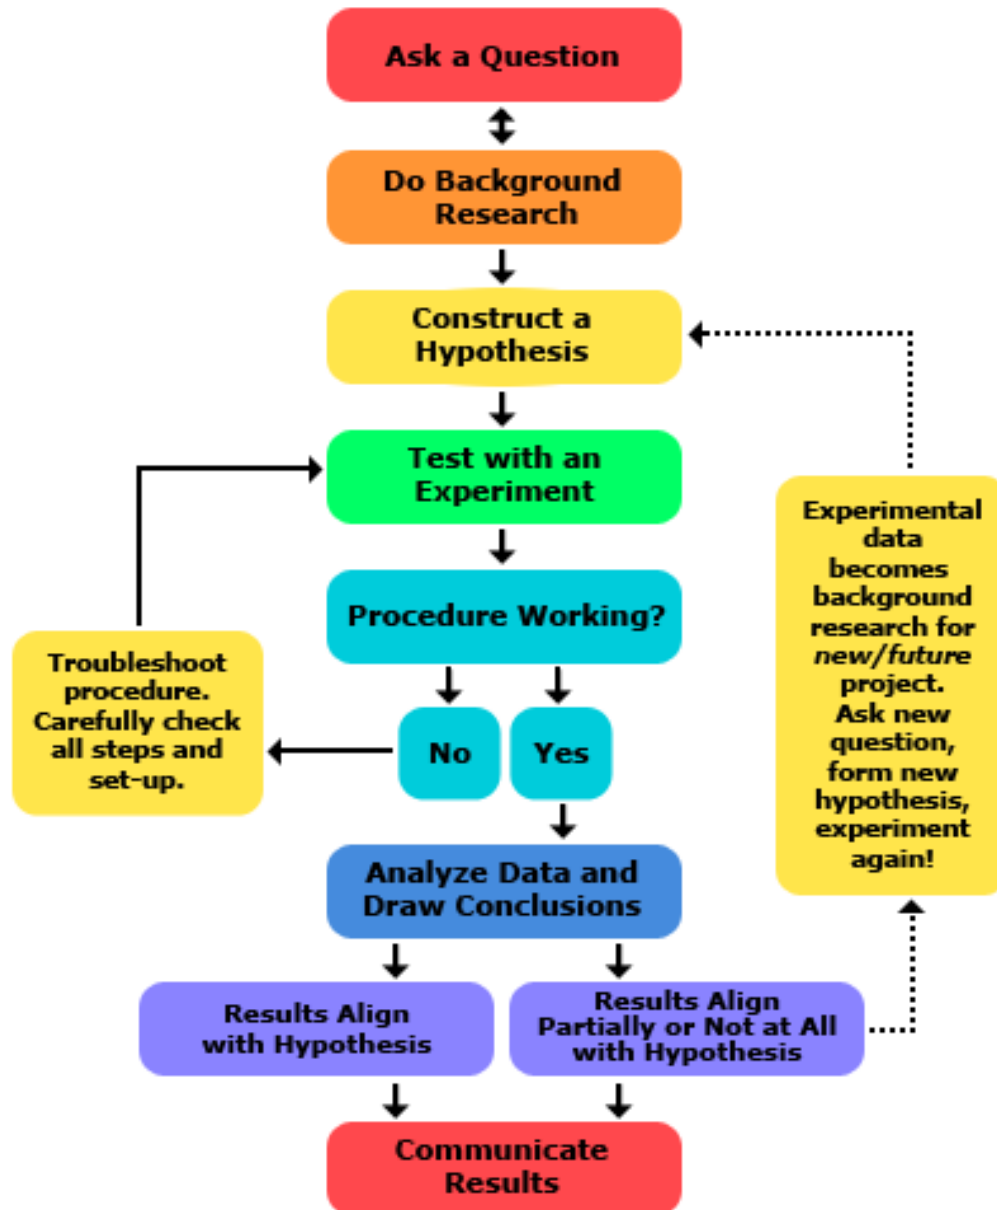 Ask a Question
Do Background
Research
Construct a
Hypothesis
Test with an
Experiment
Procedure Working?
Troubleshoot
procedure.
Carefully check
all steps and
set-up.
No
Yes
Experimental
data
becomes
background
research for
new/future
project.
Ask new
question,
form new
hypothesis,
experiment
again!
Analyze Data and
Draw Conclusions
Results Align
with Hypothesis
Results Align
Partially or Not at All
with Hypothesis
Communicate
Results